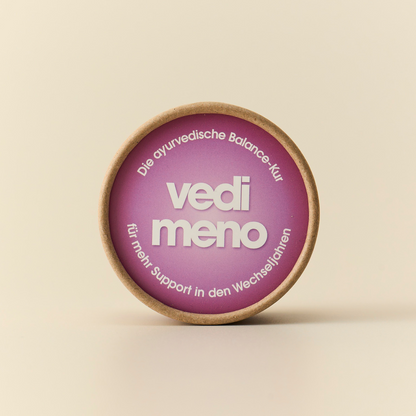 Die ayurvedische Balance-Kur
vedi
meno
für mehr Support in den Wechseljahren